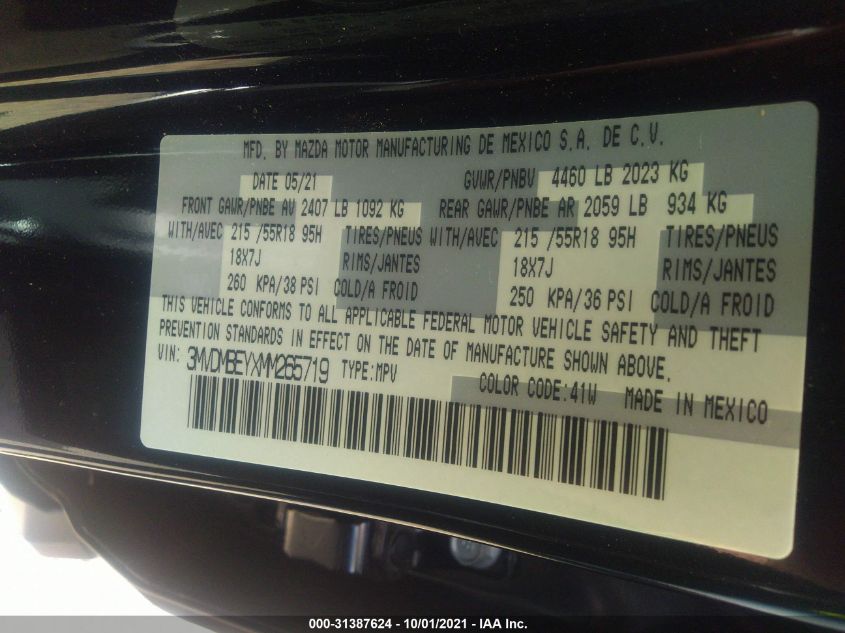 MFD. BY MAZDA MOTOR MANUFACTURING DE MEXICO S.A. DE C.V.
DATE 05/21 GVWR/PNBV 4460 LB 2023 KG
FRONT GAWR/PNBE AV 2407 LB 1092 KG REAR GAWR/PNBE AR 2059 LB 934 KG
WITH/AVEC 215 /55R18 95H TIRES/PNEUS WITH/AVEC 215 /55R18 95H TIRES/PNEUS
18X7J RIMS/JANTES 18X7J RIMS/JANTES
260 KPA/38 PSI COLD/A FROID 250 KPA/36 PSI COLD/A FROID
THIS VEHICLE CONFORMS TO ALL APPLICABLE FEDERAL MOTOR VEHICLE SAFETY AND THEFT
PREVENTION STANDARDS IN EFFECT ON THE DATE OF MANUFACTURE SHOWN ABOVE.
VIN: 3MVDMBEYXMM265719 TYPE:MPV
COLOR CODE:41W MADE IN MEXICO
000-31387624 - 10/01/2021 - IAA Inc.